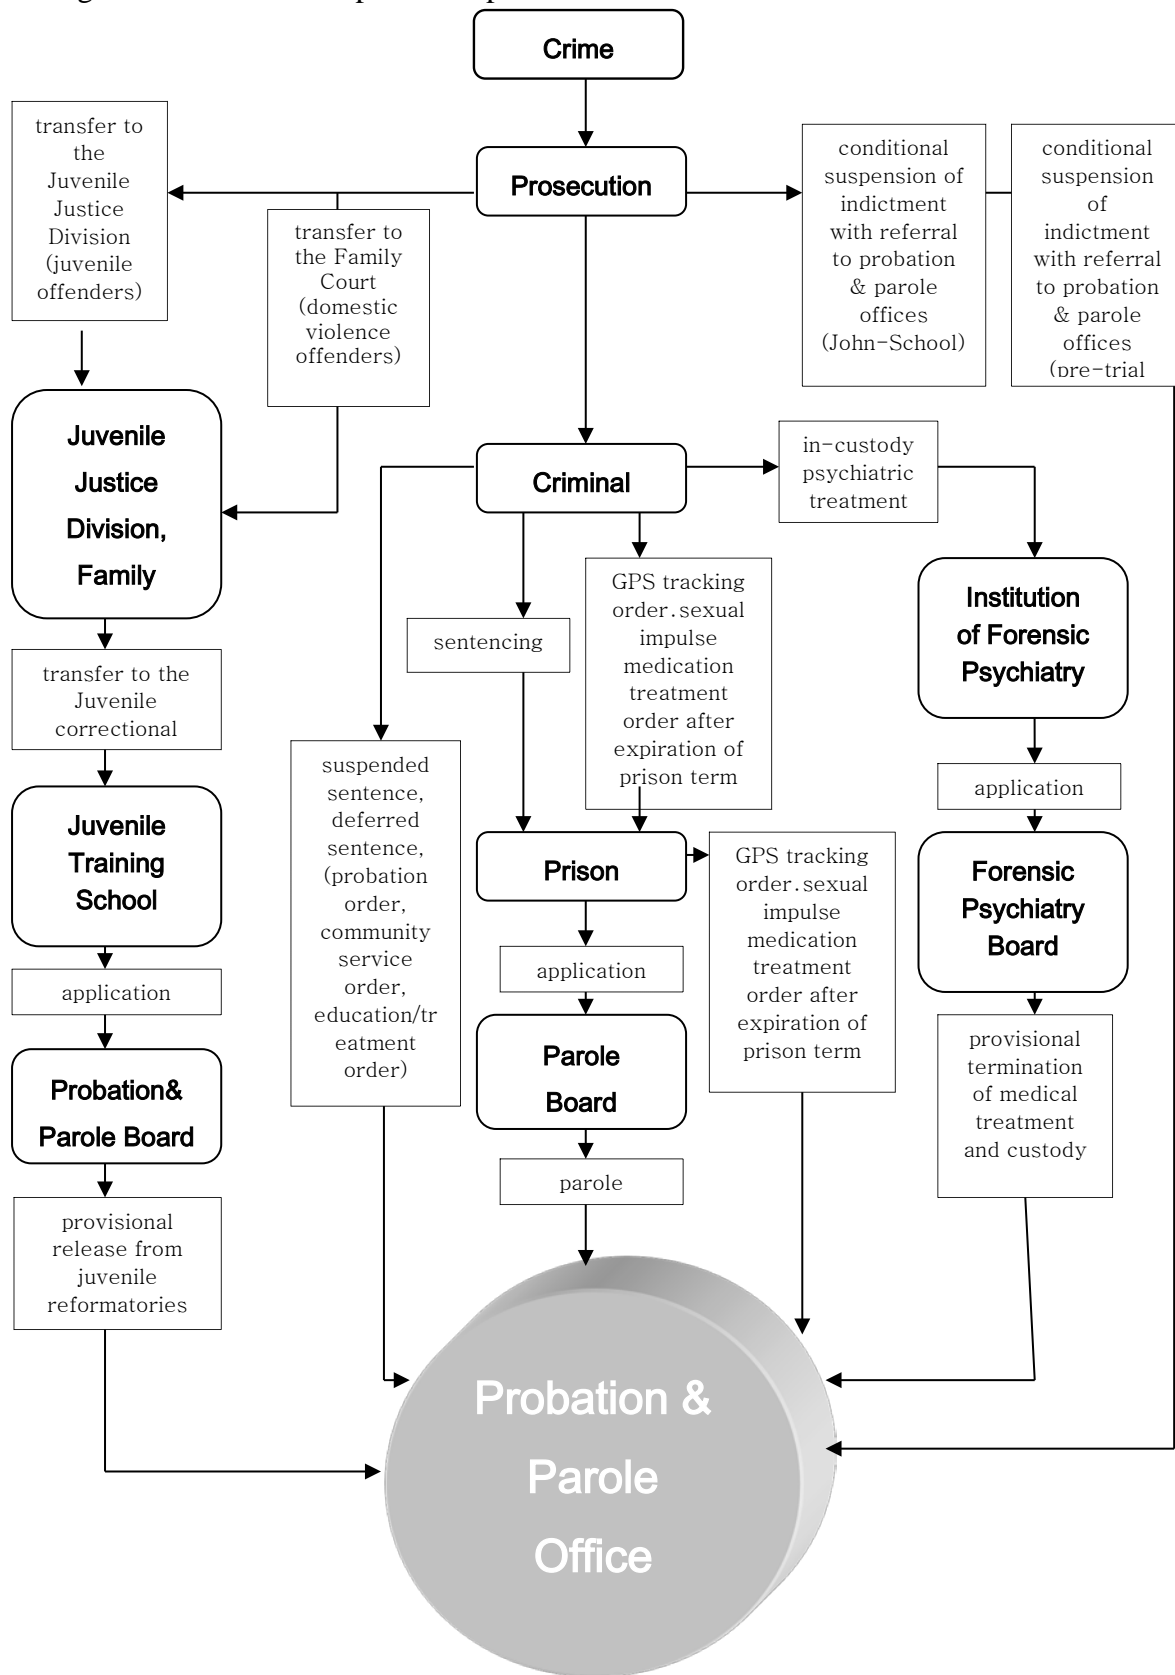 Crime
transfer to
the
Juvenile
Justice
Division
(juvenile
offenders)
Prosecution
conditional
suspension of
indictment
with referral
to probation
& parole
offices
(John-School)
conditional
suspension
of
indictment
with referral
to probation
& parole
offices
(pre-trial
transfer to
the Family
Court
(domestic
violence
offenders)
Juvenile
Justice
Division,
Family
Criminal
in-custody
psychiatric
treatment
sentencing
GPS tracking
order.sexual
impulse
medication
treatment
order after
expiration of
prison term
Institution
of Forensic
Psychiatry
transfer to the
Juvenile
correctional
suspended
sentence,
deferred
sentence,
(probation
order,
community
service
order,
education/tr
eatment
order)
application
Juvenile
Training
School
Prison
GPS tracking
order.sexual
impulse
medication
treatment
order after
expiration of
prison term
Forensic
Psychiatry
Board
application
application
Probation&
Parole Board
Parole
Board
provisional
termination
of medical
treatment
and custody
parole
provisional
release from
juvenile
reformatories
Probation &
Parole
Office